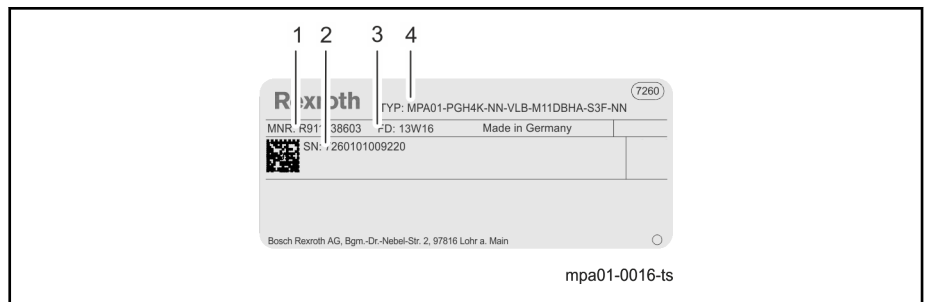 1 2 3 4
Rexroth
7260
TYP: MPA01-PGH4K-NN-VLB-M11DBHA-S3F-NN
MNR: FD: 13W16 Made in Germany
SN:
Bosch Rexroth AG, Bgm.-Dr.-Nebel-Str. 2, 97816 Lohr a. Main
mpa01-0016-ts